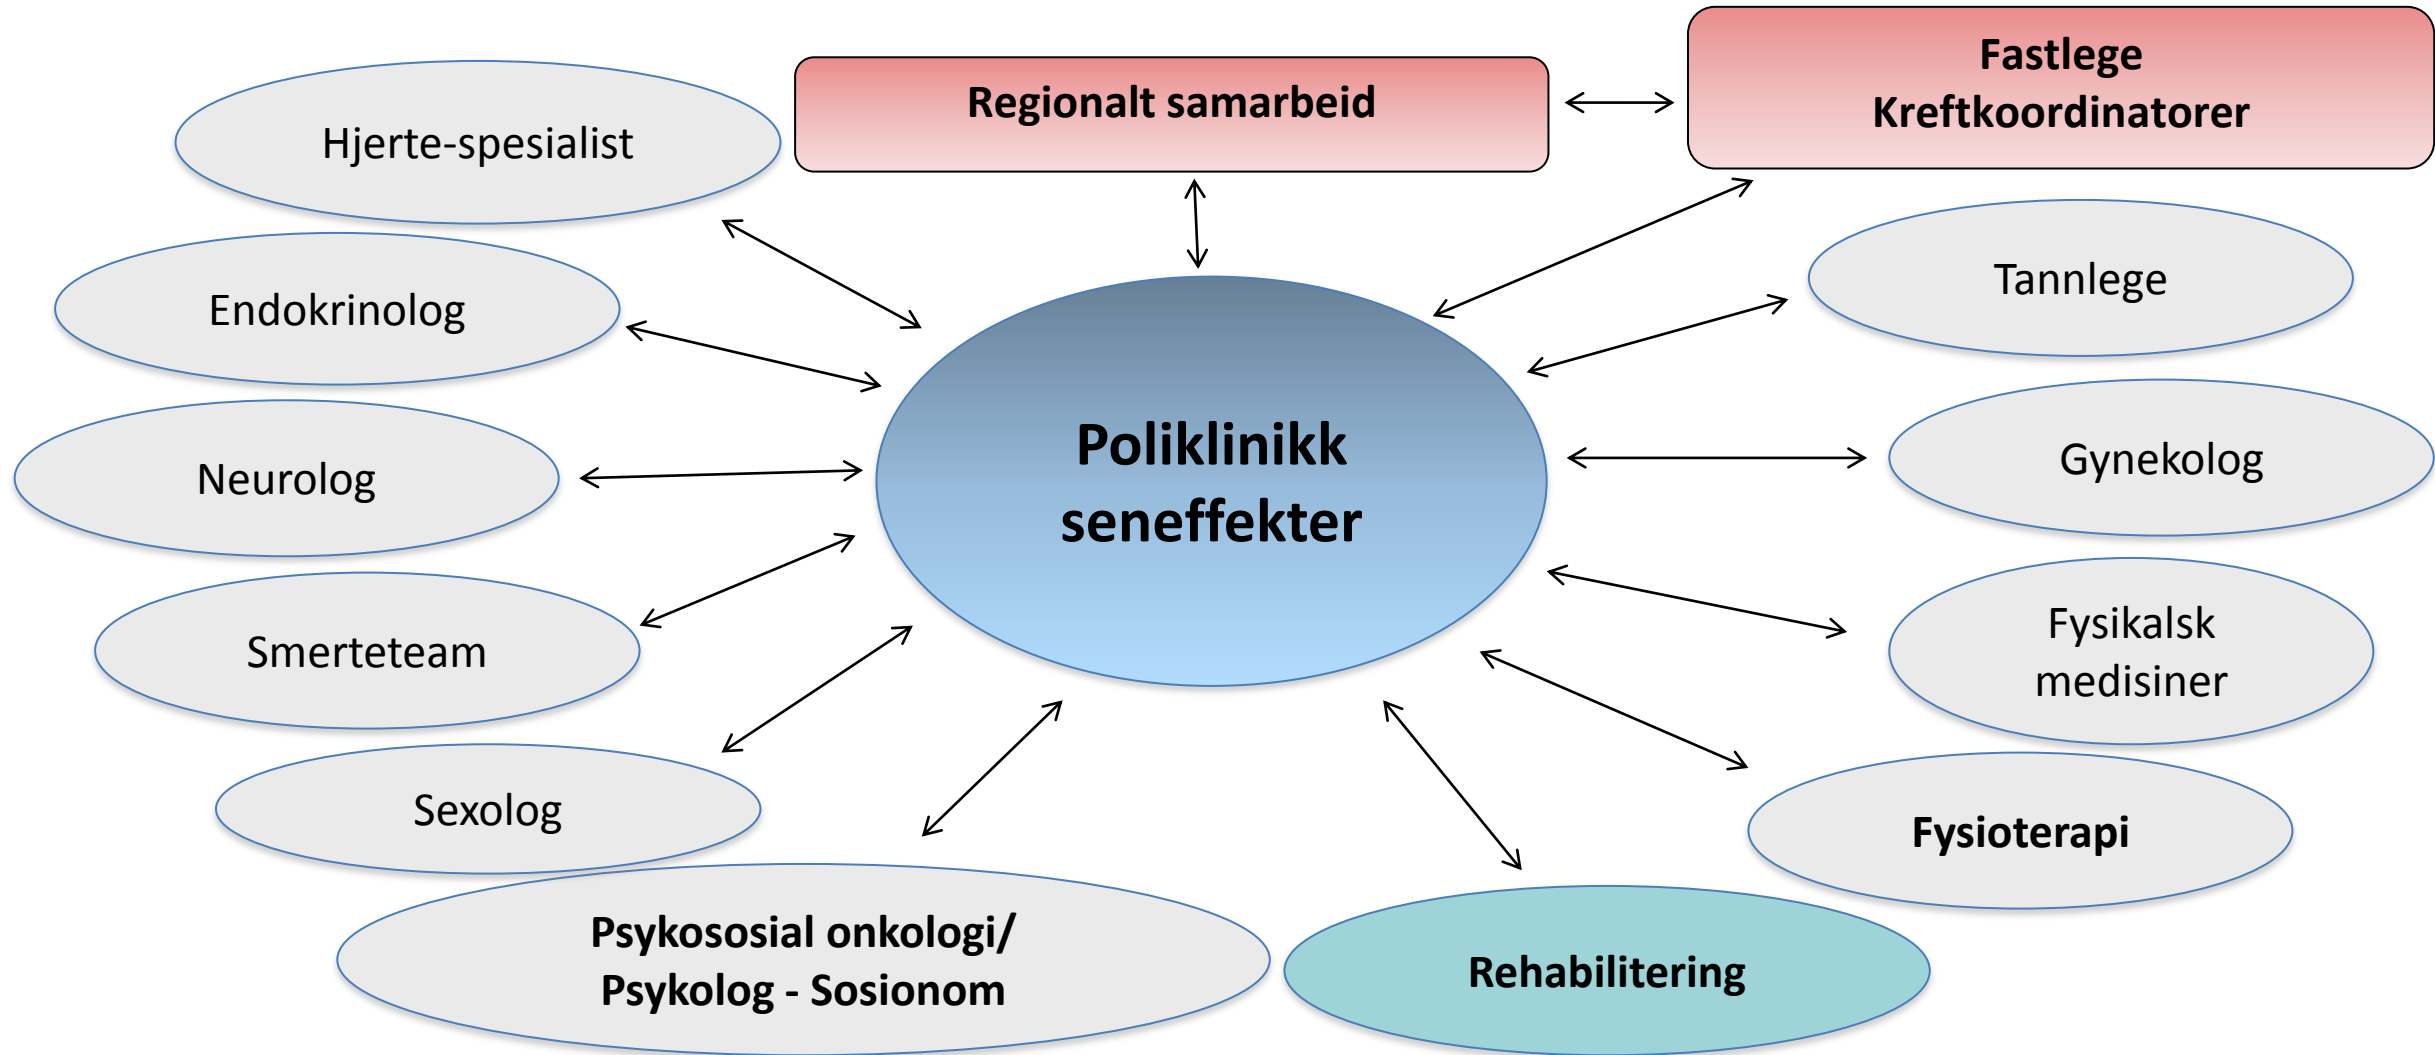 Regionalt samarbeid
Fastlege
Kreftkoordinatorer
Hjerte-spesialist
Tannlege
Endokrinolog
Poliklinikk
seneffekter
Gynekolog
Neurolog
Fysikalsk
medisiner
Smerteteam
Sexolog
Fysioterapi
Psykososial onkologi/
Psykolog - Sosionom
Rehabilitering